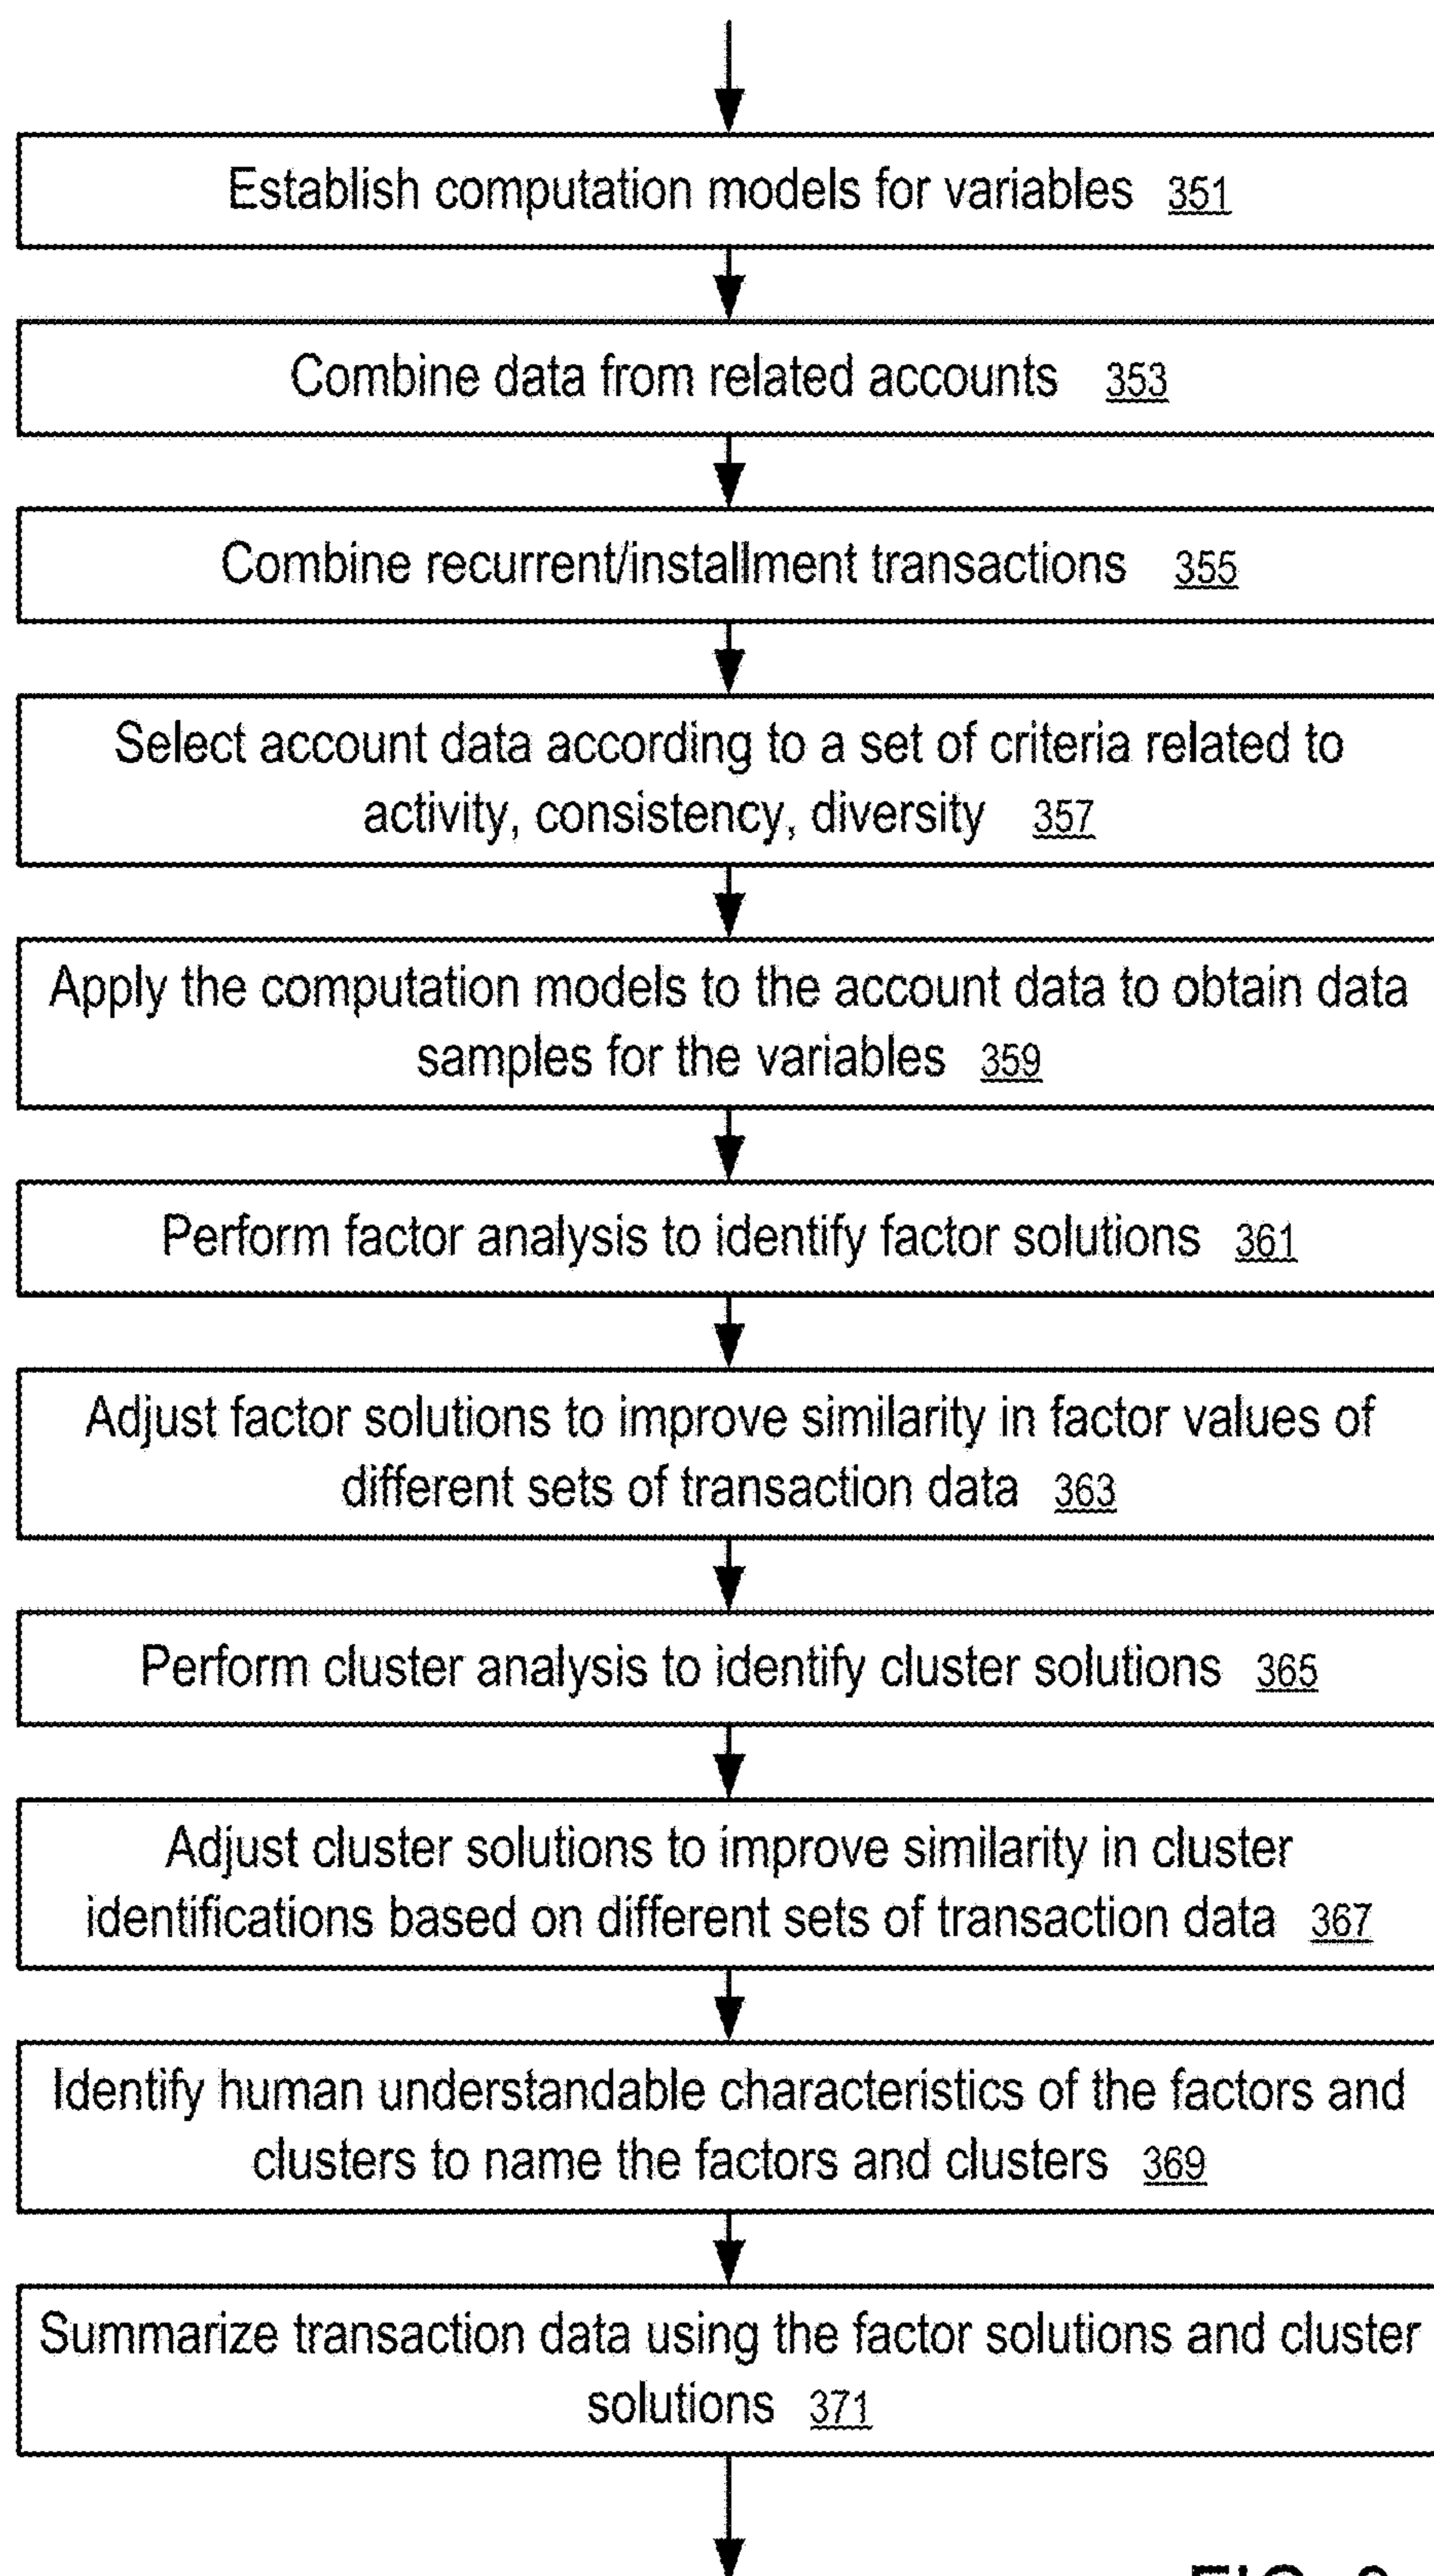 Establish computation models for variables 351
Combine data from related accounts 353
Combine recurrent/installment transactions 355
Select account data according to a set of criteria related to
activity, consistency, diversity 357
Apply the computation models to the account data to obtain data
samples for the variables 359
Perform factor analysis to identify factor solutions 361
Adjust factor solutions to improve similarity in factor values of
different sets of transaction data 363
Perform cluster analysis to identify cluster solutions 365
Adjust cluster solutions to improve similarity in cluster
identifications based on different sets of transaction data 367
Identify human understandable characteristics of the factors and
clusters to name the factors and clusters 369
Summarize transaction data using the factor solutions and cluster
solutions 371
FIG.